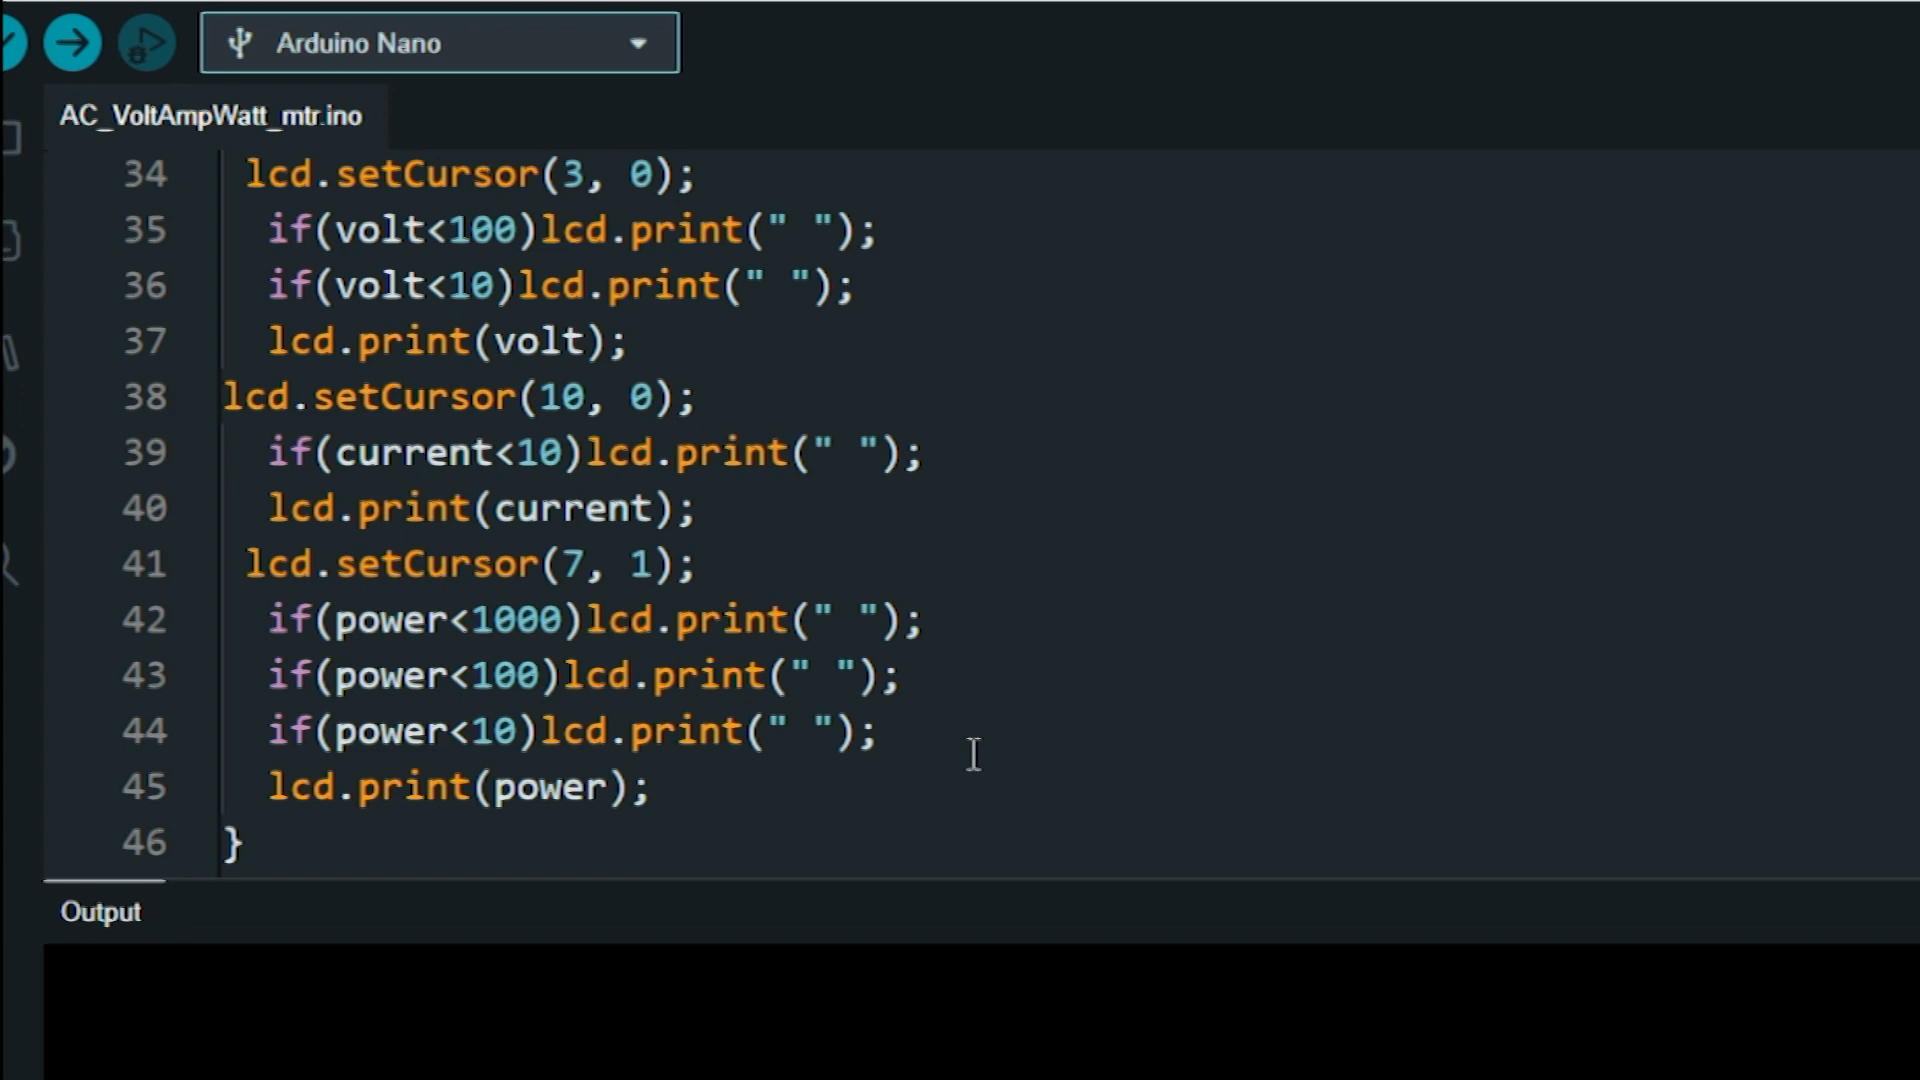 Arduino Nano
AC_VoltAmpWatt_mtr.ino
34 lcd.setCursor(3, 0);
35 if(volt<100)lcd.print(" ");
36 if(volt<10)lcd.print(" ");
37 lcd.print(volt);
38 lcd.setCursor(10, 0);
39 if(current<10)lcd.print(" ");
40 lcd.print(current);
41 lcd.setCursor(7, 1);
42 if(power<1000)lcd.print(" ");
43 if(power<100)lcd.print(" ");
44 if(power<10)lcd.print(" ");
45 lcd.print(power);
46 }
Output